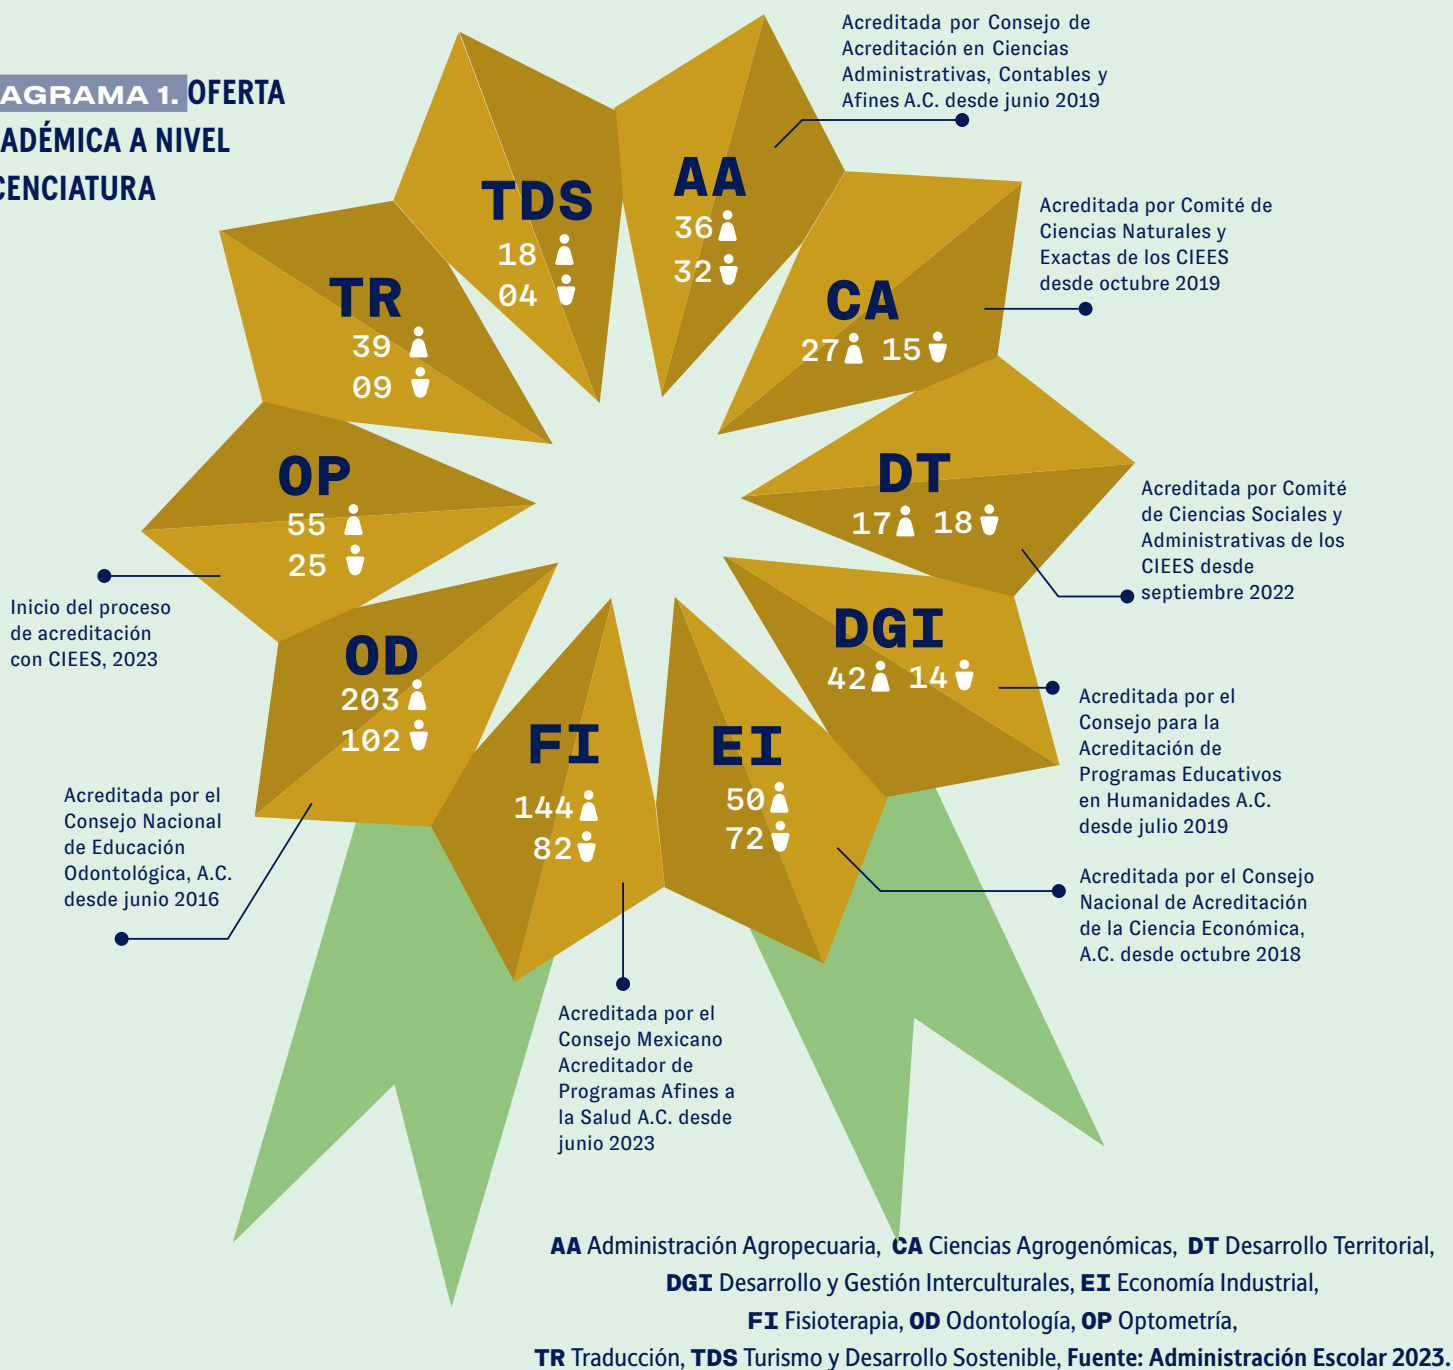 AGRAMA 1. OFERTA
ADÉMICA A NIVEL
CENCIATURA
Acreditada por Consejo de
Acreditación en Ciencias
Administrativas, Contables y
Afines A.C. desde junio 2019
AA
36
32
TDS
18
04
Acreditada por Comité de
Ciencias Naturales y
Exactas de los CIEES
desde octubre 2019
CA
27 15
TR
39
09
DT
17 18
Acreditada por Comité
de Ciencias Sociales y
Administrativas de los
CIEES desde
septiembre 2022
OP
55
25
Inicio del proceso
de acreditación
con CIEES, 2023
DGI
42 14
Acreditada por el
Consejo para la
Acreditación de
Programas Educativos
en Humanidades A.C.
desde julio 2019
OD
203
102
Acreditada por el
Consejo Nacional
de Educación
Odontológica, A.C.
desde junio 2016
FI
144
82
EI
50
72
Acreditada por el Consejo
Nacional de Acreditación
de la Ciencia Económica,
A.C. desde octubre 2018
Acreditada por el
Consejo Mexicano
Acreditador de
Programas Afines a
la Salud A.C. desde
junio 2023
AA Administración Agropecuaria, CA Ciencias Agrogenómicas, DT Desarrollo Territorial,
DGI Desarrollo y Gestión Interculturales, EI Economía Industrial,
FI Fisioterapia, OD Odontología, OP Optometría,
TR Traducción, TDS Turismo y Desarrollo Sostenible, Fuente: Administración Escolar 2023.